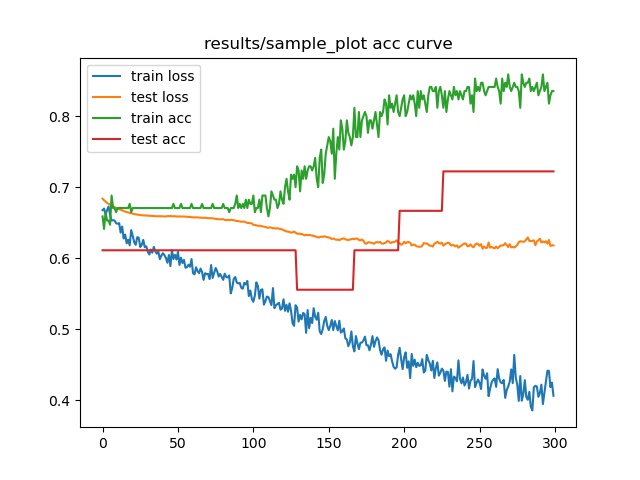 results/sample_plot acc curve
train loss
test loss
train acc
test acc
0.8
0.7
0.6
0.5
0.4
0 50 100 150 200 250 300